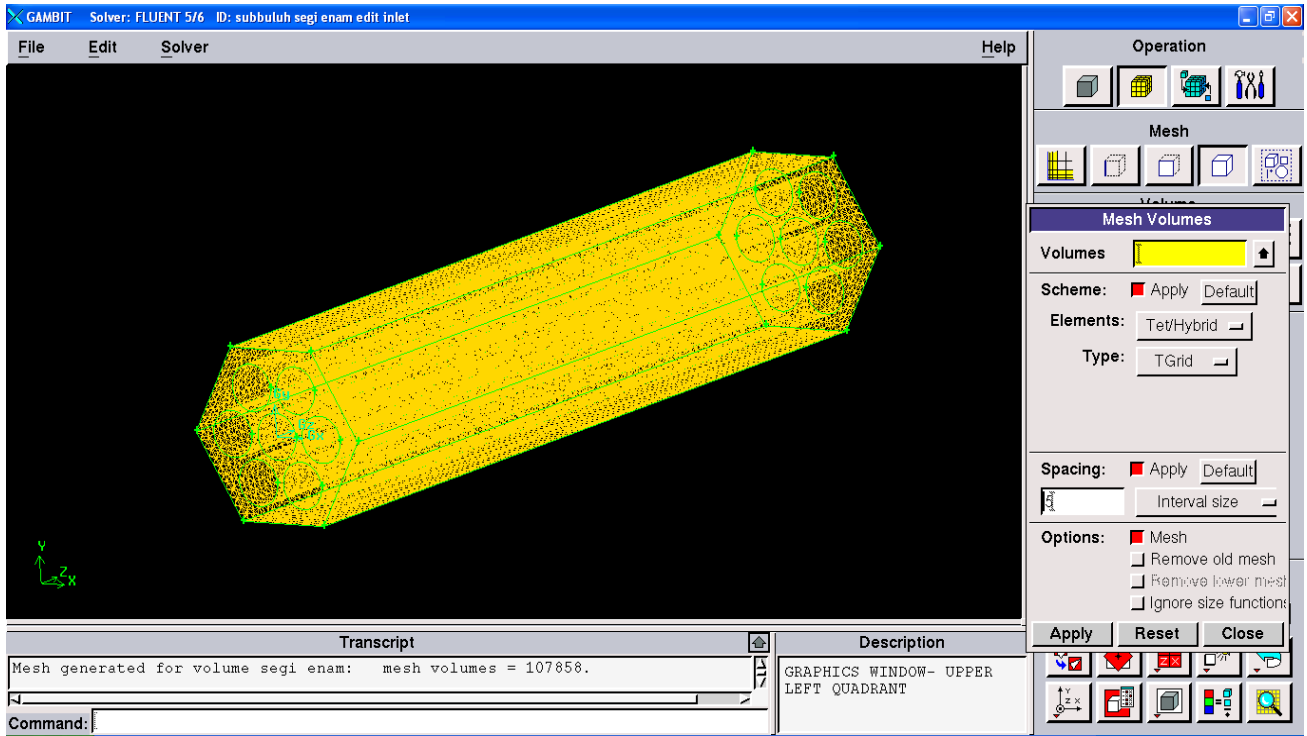 GAMBIT Solver: FLUENT 5/6 ID: subbuluh segi enam edit inlet
File Edit Solver Help
Operation
Mesh
Volume
Mesh Volumes
Volumes
Scheme: Apply Default
Elements: Tet/Hybrid
Type: TGrid
Spacing: Apply Default
5 Interval size
Options: Mesh
Remove old mesh
Remove lower mesh
Ignore size functions
Apply Reset Close
Y
Z
X
Transcript
Mesh generated for volume segi enam: mesh volumes = 107858.
Command:
Description
GRAPHICS WINDOW- UPPER
LEFT QUADRANT